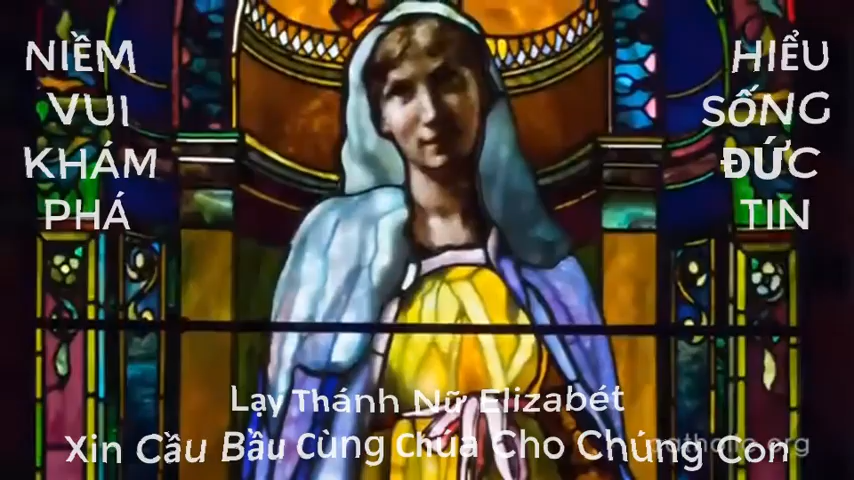 NIỀM
VUI
KHÁM
PHÁ
HIỂU
SỐNG
ĐỨC
TIN
Lạy Thánh Nữ Elizabét
Xin Cầu Bầu Cùng Chúa Cho Chúng Con